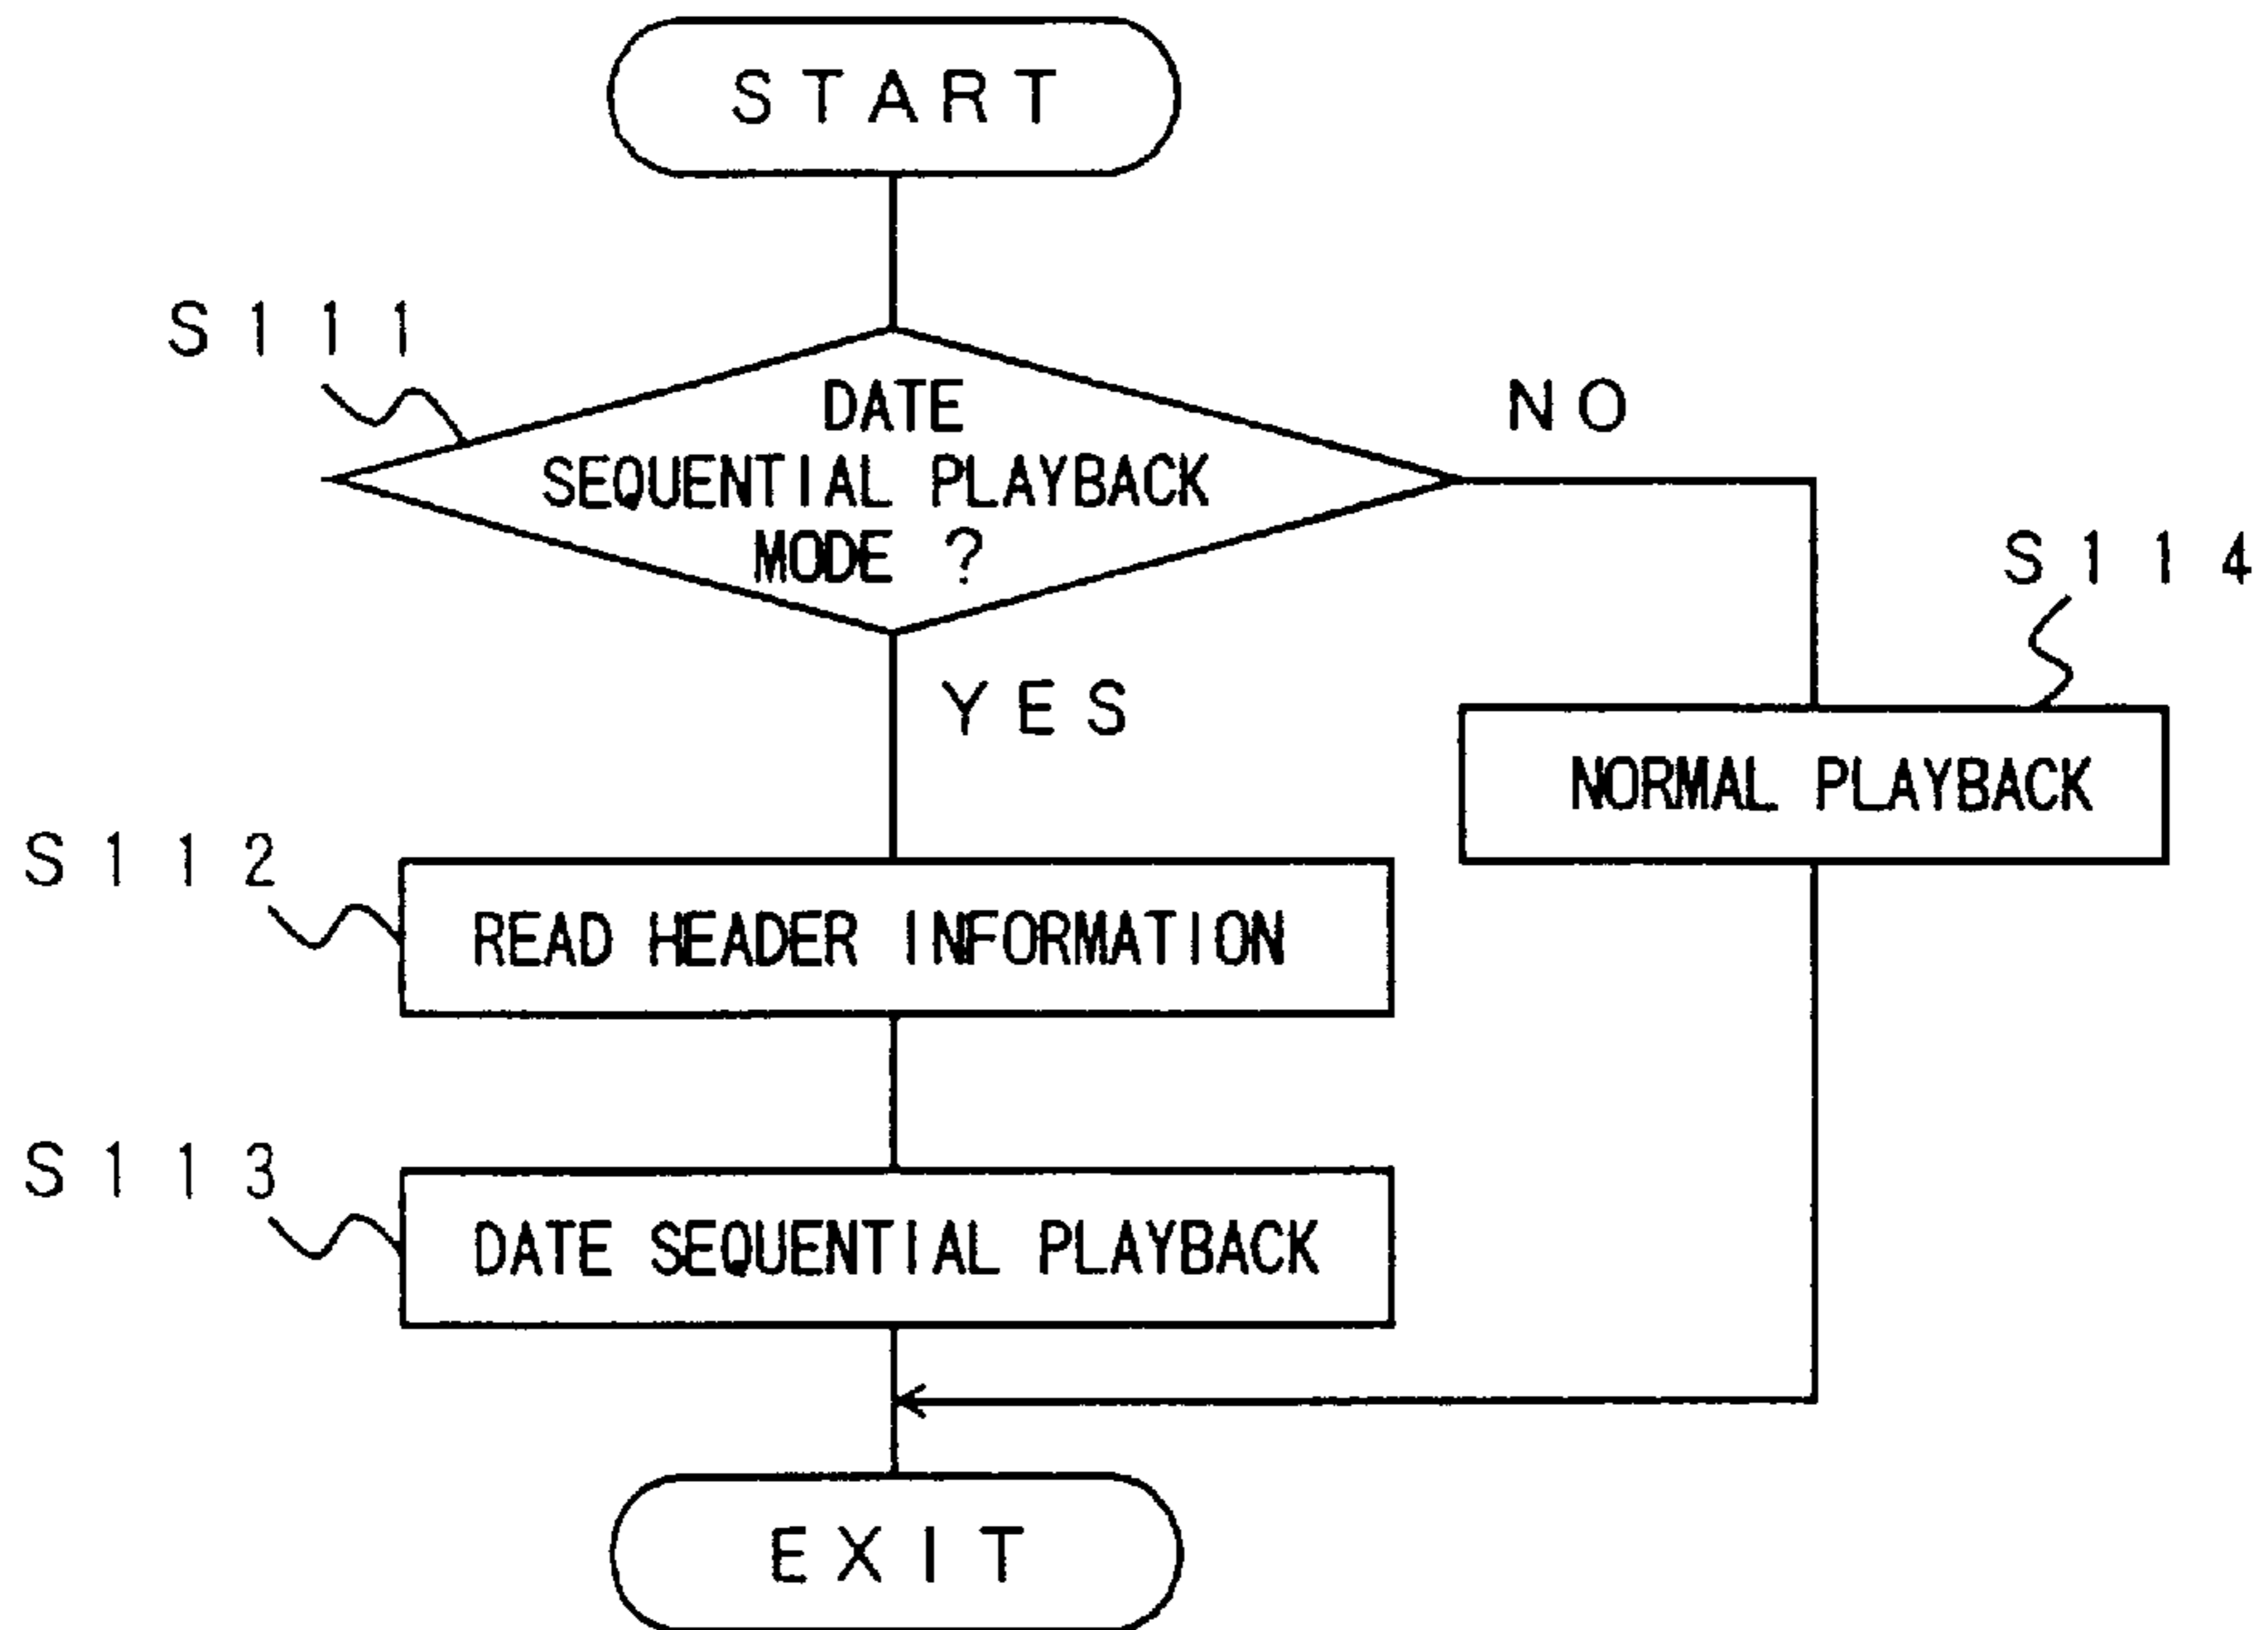 START
S111
DATE
SEQUENTIAL PLAYBACK
MODE ?
NO
YES
S114
NORMAL PLAYBACK
S112
READ HEADER INFORMATION
S113
DATE SEQUENTIAL PLAYBACK
EXIT